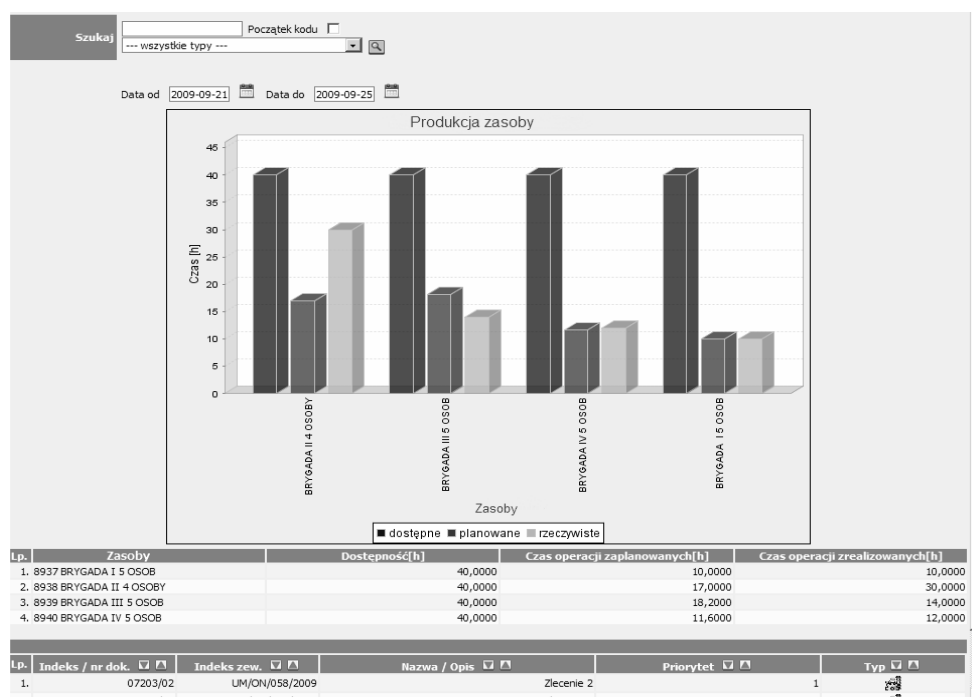 Szukaj
Początek kodu
--- wszystkie typy ---
Data od 2009-09-21 Data do 2009-09-25
Produkcja zasoby
45
40
35
30
25
20
15
10
5
0
Czas [h]
BRYGADA II 4 OSOBY
BRYGADA III 5 OSOB
BRYGADA IV 5 OSOB
BRYGADA I 5 OSOB
Zasoby
dostępne planowane rzeczywiste
Lp. Zasoby Dostępność[h] Czas operacji zaplanowanych[h] Czas operacji zrealizowanych[h]
1. 8937 BRYGADA I 5 OSOB 40,0000 10,0000 10,0000
2. 8938 BRYGADA II 4 OSOBY 40,0000 17,0000 30,0000
3. 8939 BRYGADA III 5 OSOB 40,0000 18,2000 14,0000
4. 8940 BRYGADA IV 5 OSOB 40,0000 11,6000 12,0000
Lp. Indeks / nr dok. Indeks zew. Nazwa / Opis Priorytet Typ
1. 07203/02 UM/ON/058/2009 Zlecenie 2 1